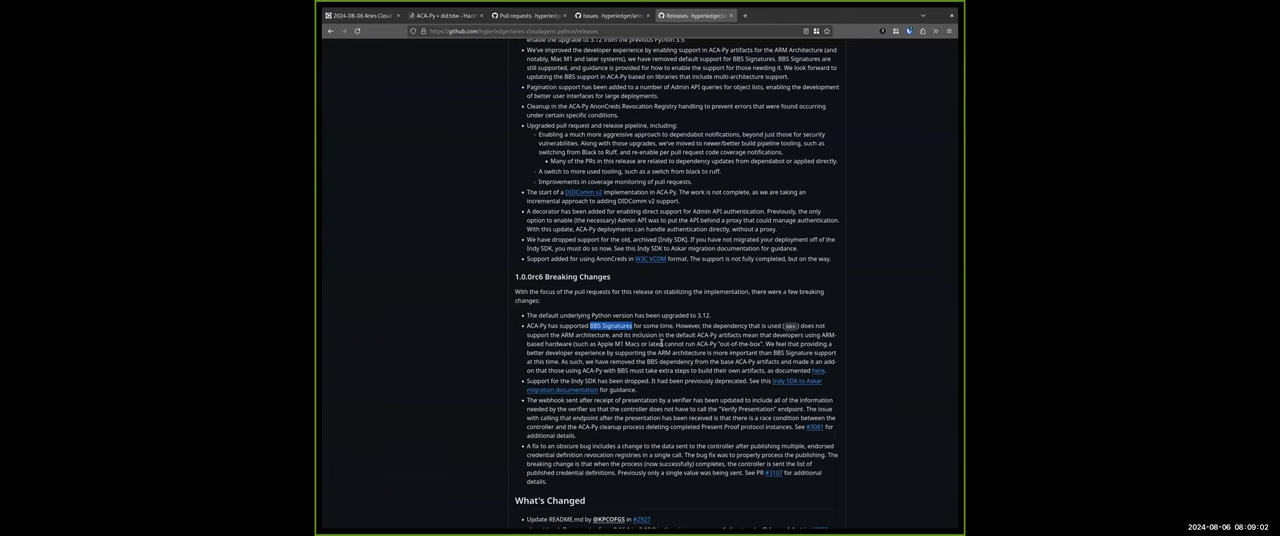 2024-08-06 Aries Cloud
ACA-Py + did:tdw - Hack
Pull requests · hyperledg
Issues · hyperledger/aries
Releases · hyperledger/a
https://github.com/hyperledger/aries-cloudagent-python/releases
enable the upgrade to 3.12 from the previous Python 3.9.
We've improved the developer experience by enabling support in ACA-Py artifacts for the ARM Architecture (and
notably, Mac M1 and later systems), we have removed default support for BBS Signatures. BBS Signatures are
still supported, and guidance is provided for how to enable the support for those needing it. We look forward to
updating the BBS support in ACA-Py based on libraries that include multi-architecture support.
Pagination support has been added to a number of Admin API queries for object lists, enabling the development
of better user interfaces for large deployments.
Cleanup in the ACA-Py AnonCreds Revocation Registry handling to prevent errors that were found occurring
under certain specific conditions.
Upgraded pull request and release pipeline, including:
Enabling a much more aggressive approach to dependabot notifications, beyond just those for security
vulnerabilities. Along with those upgrades, we've moved to newer/better build pipeline tooling, such as
switching from Black to Ruff, and re-enable per pull request code coverage notifications.
Many of the PRs in this release are related to dependency updates from dependabot or applied directly.
A switch to more used tooling, such as a switch from black to ruff.
Improvements in coverage monitoring of pull requests.
The start of a DIDComm v2 implementation in ACA-Py. The work is not complete, as we are taking an
incremental approach to adding DIDComm v2 support.
A decorator has been added for enabling direct support for Admin API authentication. Previously, the only
option to enable (the necessary) Admin API was to put the API behind a proxy that could manage authentication.
With this update, ACA-Py deployments can handle authentication directly, without a proxy.
We have dropped support for the old, archived [Indy SDK]. If you have not migrated your deployment off of the
Indy SDK, you must do so now. See this Indy SDK to Askar migration documentation for guidance.
Support added for using AnonCreds in W3C VCDM format. The support is not fully completed, but on the way.
1.0.0rc6 Breaking Changes
With the focus of the pull requests for this release on stabilizing the implementation, there were a few breaking
changes:
The default underlying Python version has been upgraded to 3.12.
ACA-Py has supported BBS Signatures for some time. However, the dependency that is used (bbs) does not
support the ARM architecture, and its inclusion in the default ACA-Py artifacts mean that developers using ARM-
based hardware (such as Apple M1 Macs or later) cannot run ACA-Py "out-of-the-box". We feel that providing a
better developer experience by supporting the ARM architecture is more important than BBS Signature support
at this time. As such, we have removed the BBS dependency from the base ACA-Py artifacts and made it an add-
on that those using ACA-Py with BBS must take extra steps to build their own artifacts, as documented here.
Support for the Indy SDK has been dropped. It had been previously deprecated. See this Indy SDK to Askar
migration documentation for guidance.
The webhook sent after receipt of presentation by a verifier has been updated to include all of the information
needed by the verifier so that the controller does not have to call the "Verify Presentation" endpoint. The issue
with calling that endpoint after the presentation has been received is that there is a race condition between the
controller and the ACA-Py cleanup process deleting completed Present Proof protocol instances. See #3081 for
additional details.
A fix to an obscure bug includes a change to the data sent to the controller after publishing multiple, endorsed
credential definition revocation registries in a single call. The bug fix was to properly process the publishing. The
breaking change is that when the process (now successfully) completes, the controller is sent the list of
published credential definitions. Previously only a single value was being sent. See PR #3107 for additional
details.
What's Changed
Update README.md by @KPCOFGS in #2927
2024-08-06 08:09:02